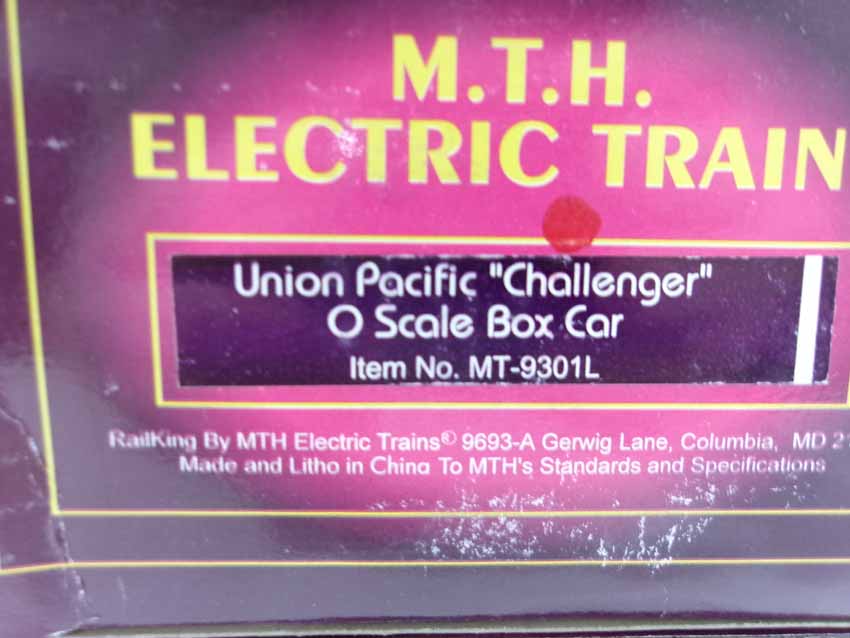 M.T.H.
ELECTRIC TRAIN
Union Pacific "Challenger"
O Scale Box Car
Item No. MT-9301L
RailKing By MTH Electric Trains© 9693-A Gerwig Lane, Columbia, MD
Made and Litho in China To MTH's Standards and Specifications